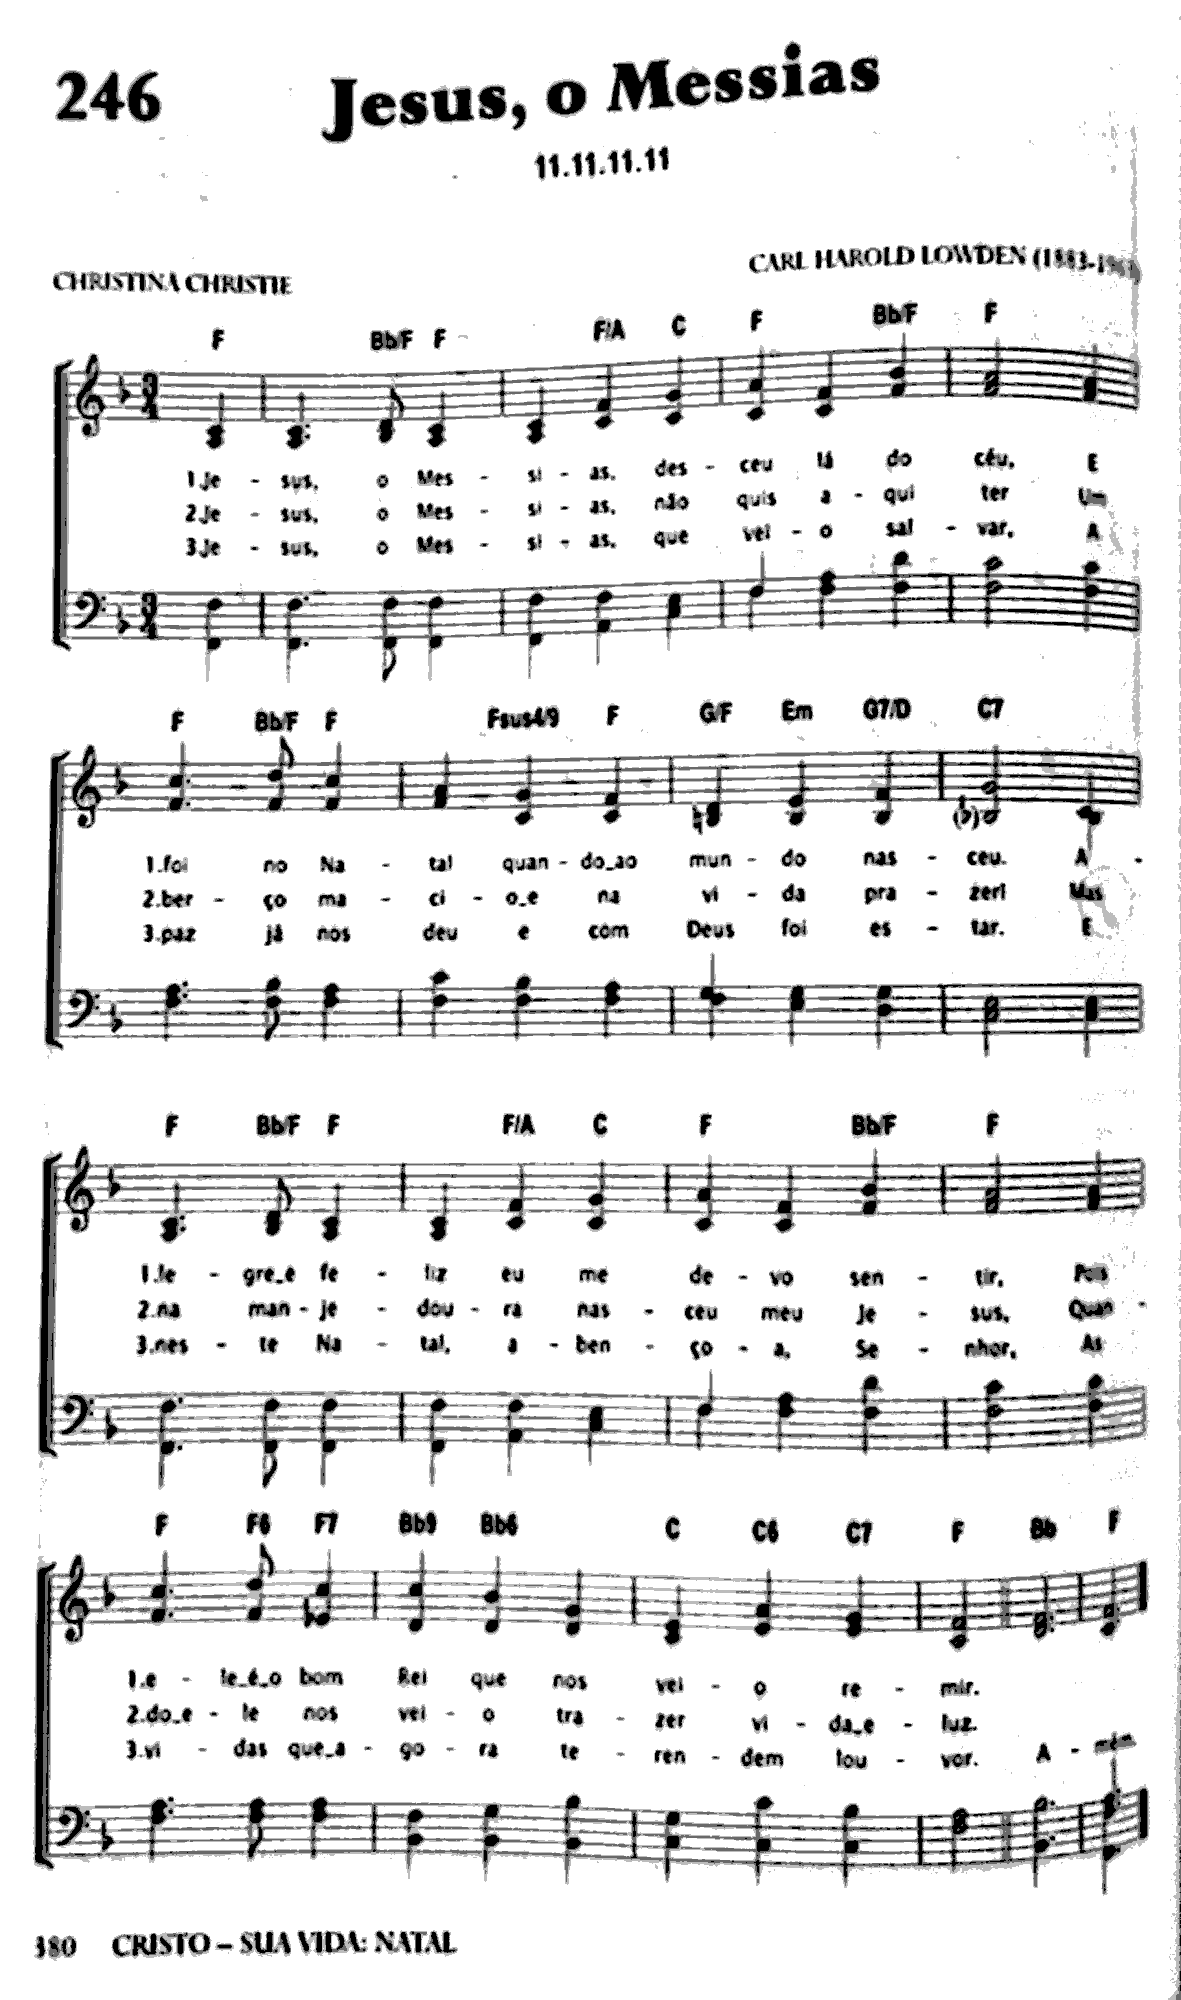 246
Jesus, o Messias
11.11.11.11
CHRISTINA CHRISTIE
CARL HAROLD LOWDEN (1883-1963)
F Bb/F F F/A C F Bb/F F
1.Je - sus, o Mes - si - as, des - ceu lá do céu, E
2.Je - sus, o Mes - si - as, não quis a - qui ter Um
3.Je - sus, o Mes - si - as, que vei - o sal - var, A
F Bb/F F Fsus4/9 F G/F Em G7/D C7
1.foi no Na - tal quan - do_ao mun - do nas - ceu. A -
2.ber - ço ma - ci - o_e na vi - da pra - zer! Mas
3.paz já nos deu e com Deus foi es - tar. E
F Bb/F F F/A C F Bb/F F
1.le - gre_e fe - liz eu me de - vo sen - tir, Pois
2.na man - je - dou - ra nas - ceu meu Je - sus, Quan -
3.nes - te Na - tal, a - ben - ço - a, Se - nhor, As
F F6 F7 Bb9 Bb6 C C6 C7 F Bb F
1.e - le_é_o bom Rei que nos vei - o re - mir.
2.do_e - le nos vei - o tra - zer vi - da_e - luz.
3.vi - das que_a - go - ra te - ren - dem lou - vor. A - mém
380 CRISTO – SUA VIDA: NATAL